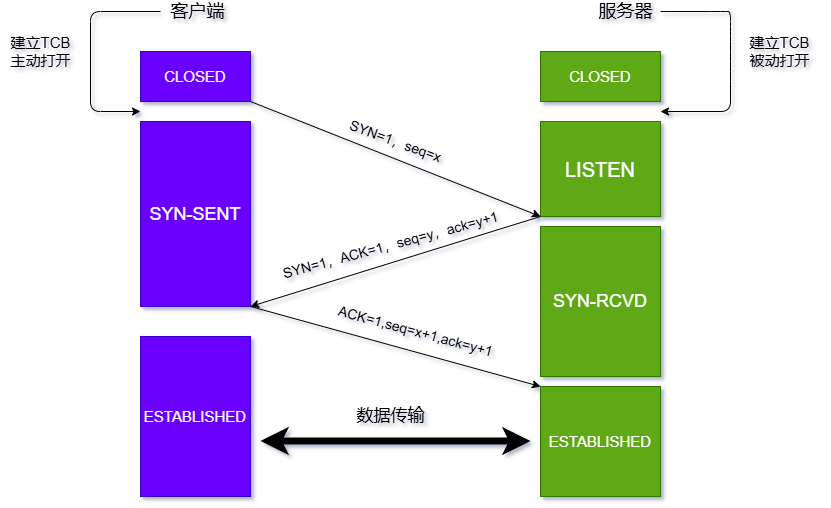 客户端
服务器
建立TCB
主动打开
建立TCB
被动打开
CLOSED
CLOSED
SYN=1，seq=x
LISTEN
SYN-SENT
SYN=1，ACK=1，seq=y，ack=y+1
SYN-RCVD
ACK=1,seq=x+1,ack=y+1
ESTABLISHED
数据传输
ESTABLISHED